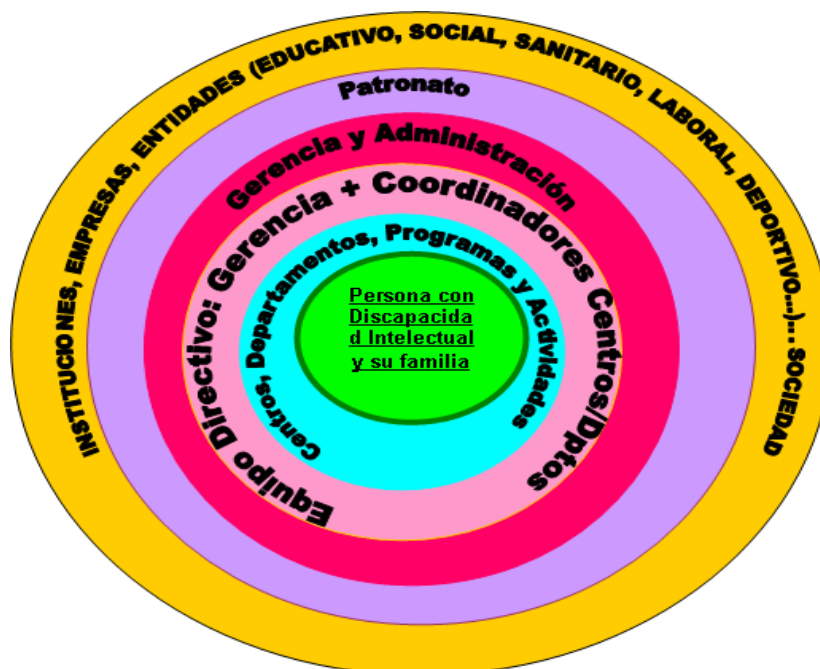 INSTITUCIONES, EMPRESAS, ENTIDADES (EDUCATIVO, SOCIAL, SANITARIO, LABORAL, DEPORTIVO...)... SOCIEDAD
Patronato
Gerencia y Administración
Equipo Directivo: Gerencia + Coordinadores Centros/Dptos
Centros, Departamentos, Programas y Actividades
Persona con
Discapacida
d Intelectual
y su familia